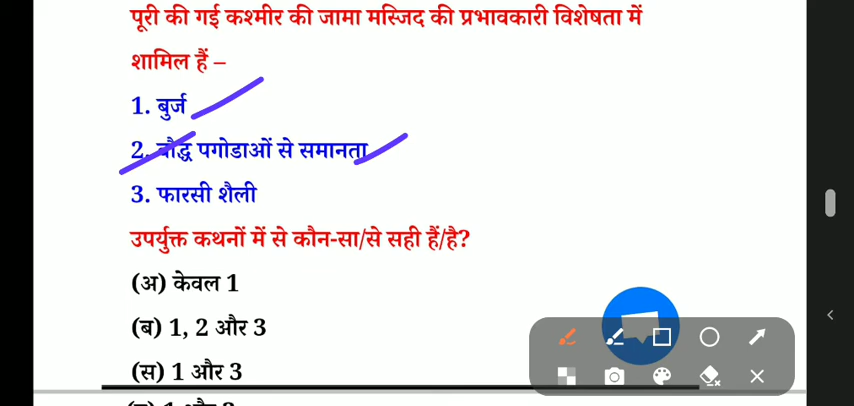 पूरी की गई कश्मीर की जामा मस्जिद की प्रभावकारी विशेषता में
शामिल हैं –
1. बुर्ज
2. बौद्ध पगोडाओं से समानता
3. फारसी शैली
उपर्युक्त कथनों में से कौन-सा/से सही हैं/है?
(अ) केवल 1
(ब) 1, 2 और 3
(स) 1 और 3